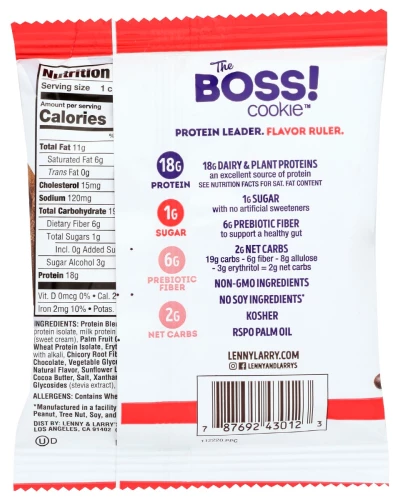 Nutrition
Serving size 1 c
Amount per serving
Calories
%
Total Fat 11g
Saturated Fat 6g
Trans Fat 0g
Cholesterol 15mg
Sodium 120mg
Total Carbohydrate 19
Dietary Fiber 6g
Total Sugars 1g
Incl. 0g Added Su
Sugar Alcohol 3g
Protein 18g
Vit. D 0mcg 0% • Cal. 2
Iron 2mg 10% • Potas.
INGREDIENTS: Protein Ble
protein isolate, milk protein
(sweet cream), Palm Fruit
Wheat Protein Isolate, Eryt
with alkali, Chicory Root Fib
Chocolate, Vegetable Glyc
Natural Flavor, Sunflower L
Cocoa Butter, Salt, Xanthan
Glycosides (stevia extract),
ALLERGENS: Contains Whe
*Manufactured in a facility
Peanut, Tree Nut, Soy, and
DIST BY: LENNY & LARRY'
LOS ANGELES, CA 91402
UD
The
BOSS!
cookie™
PROTEIN LEADER. FLAVOR RULER.
18G
PROTEIN
18G DAIRY & PLANT PROTEINS
an excellent source of protein
SEE NUTRITION FACTS FOR SAT. FAT CONTENT
1G
SUGAR
1G SUGAR
with no artificial sweeteners
6G
PREBIOTIC
FIBER
6G PREBIOTIC FIBER
to support a healthy gut
2G
NET CARBS
2G NET CARBS
19g carbs - 6g fiber - 8g allulose
- 3g erythritol = 2g net carbs
NON-GMO INGREDIENTS
NO SOY INGREDIENTS*
KOSHER
RSPO PALM OIL
LENNYLARRY.COM
LENNYANDLARRYS
7 87692 43012 3